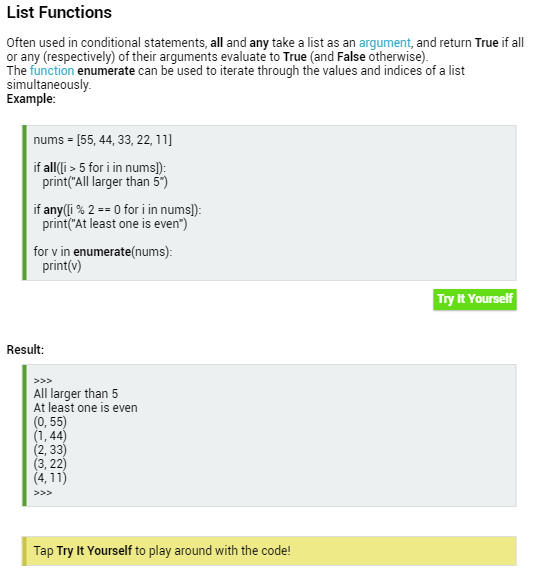 List Functions
Often used in conditional statements, all and any take a list as an argument, and return True if all
or any (respectively) of their arguments evaluate to True (and False otherwise).
The function enumerate can be used to iterate through the values and indices of a list
simultaneously.
Example:
nums = [55, 44, 33, 22, 11]
if all([i > 5 for i in nums]):
print("All larger than 5")
if any([i % 2 == 0 for i in nums]):
print("At least one is even")
for v in enumerate(nums):
print(v)
Try It Yourself
Result:
>>>
All larger than 5
At least one is even
(0, 55)
(1, 44)
(2, 33)
(3, 22)
(4, 11)
>>>
Tap Try It Yourself to play around with the code!